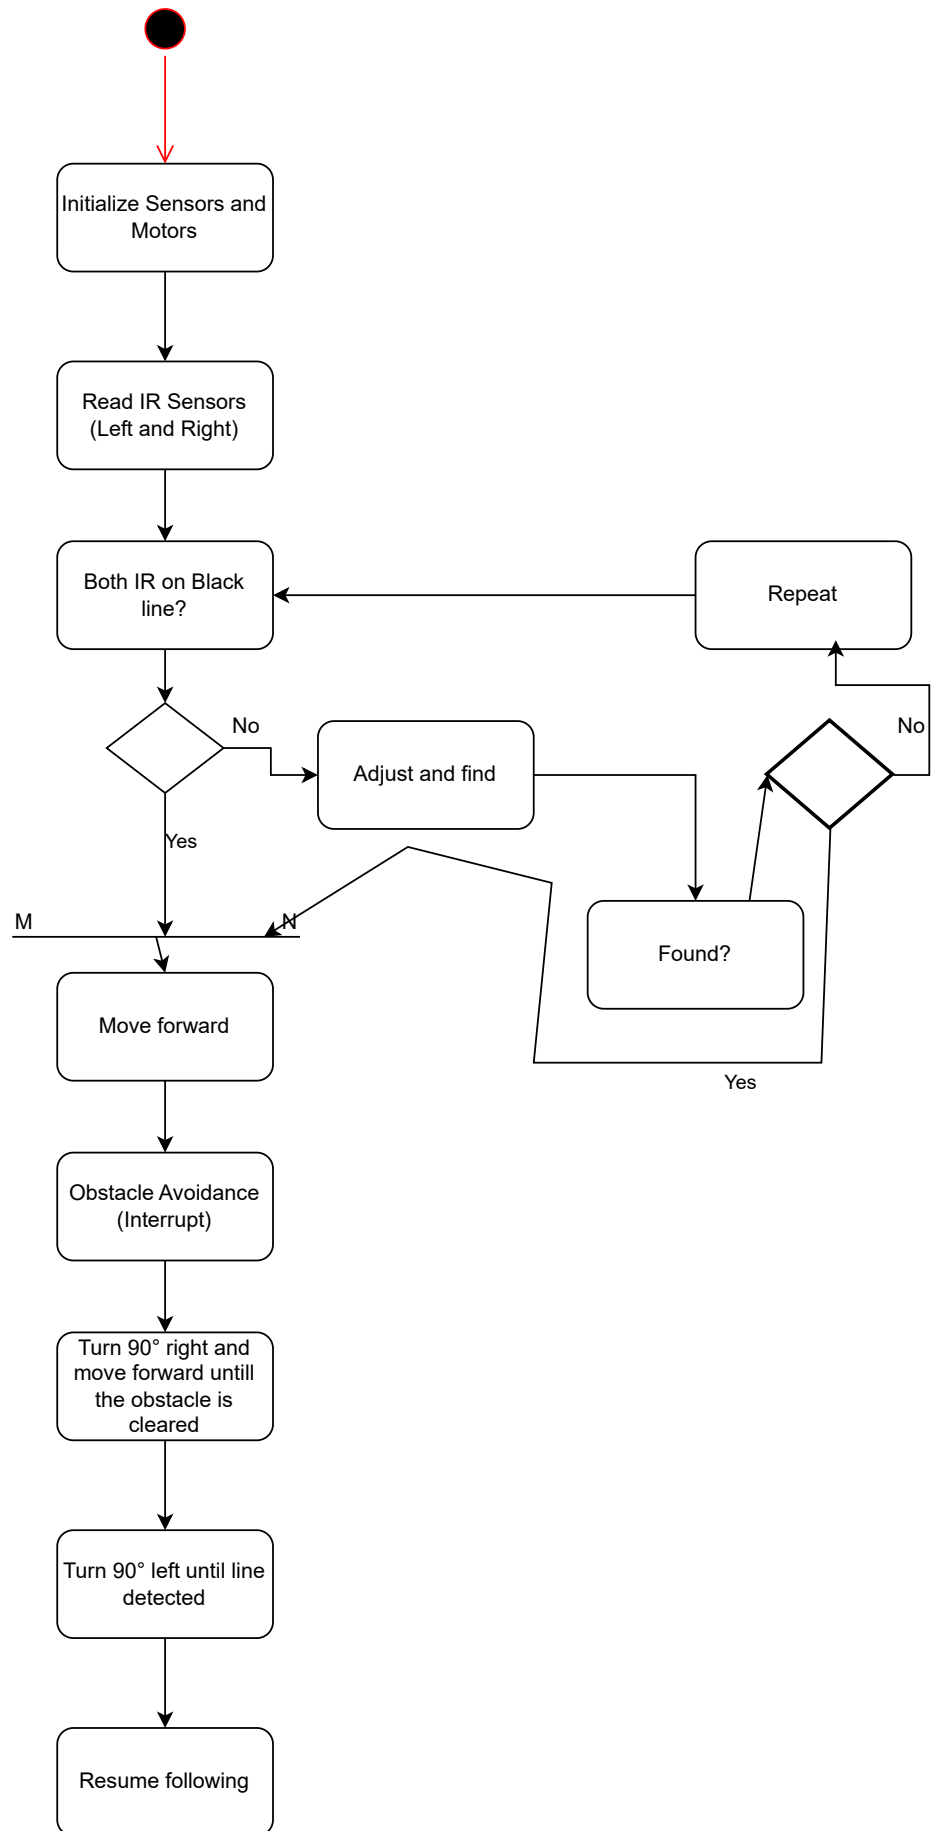 Initialize Sensors and
Motors
Read IR Sensors
(Left and Right)
Both IR on Black
line?
Repeat
No
No
Adjust and find
Yes
M
N
Found?
Move forward
Yes
Obstacle Avoidance
(Interrupt)
Turn 90° right and
move forward untill
the obstacle is
cleared
Turn 90° left until line
detected
Resume following